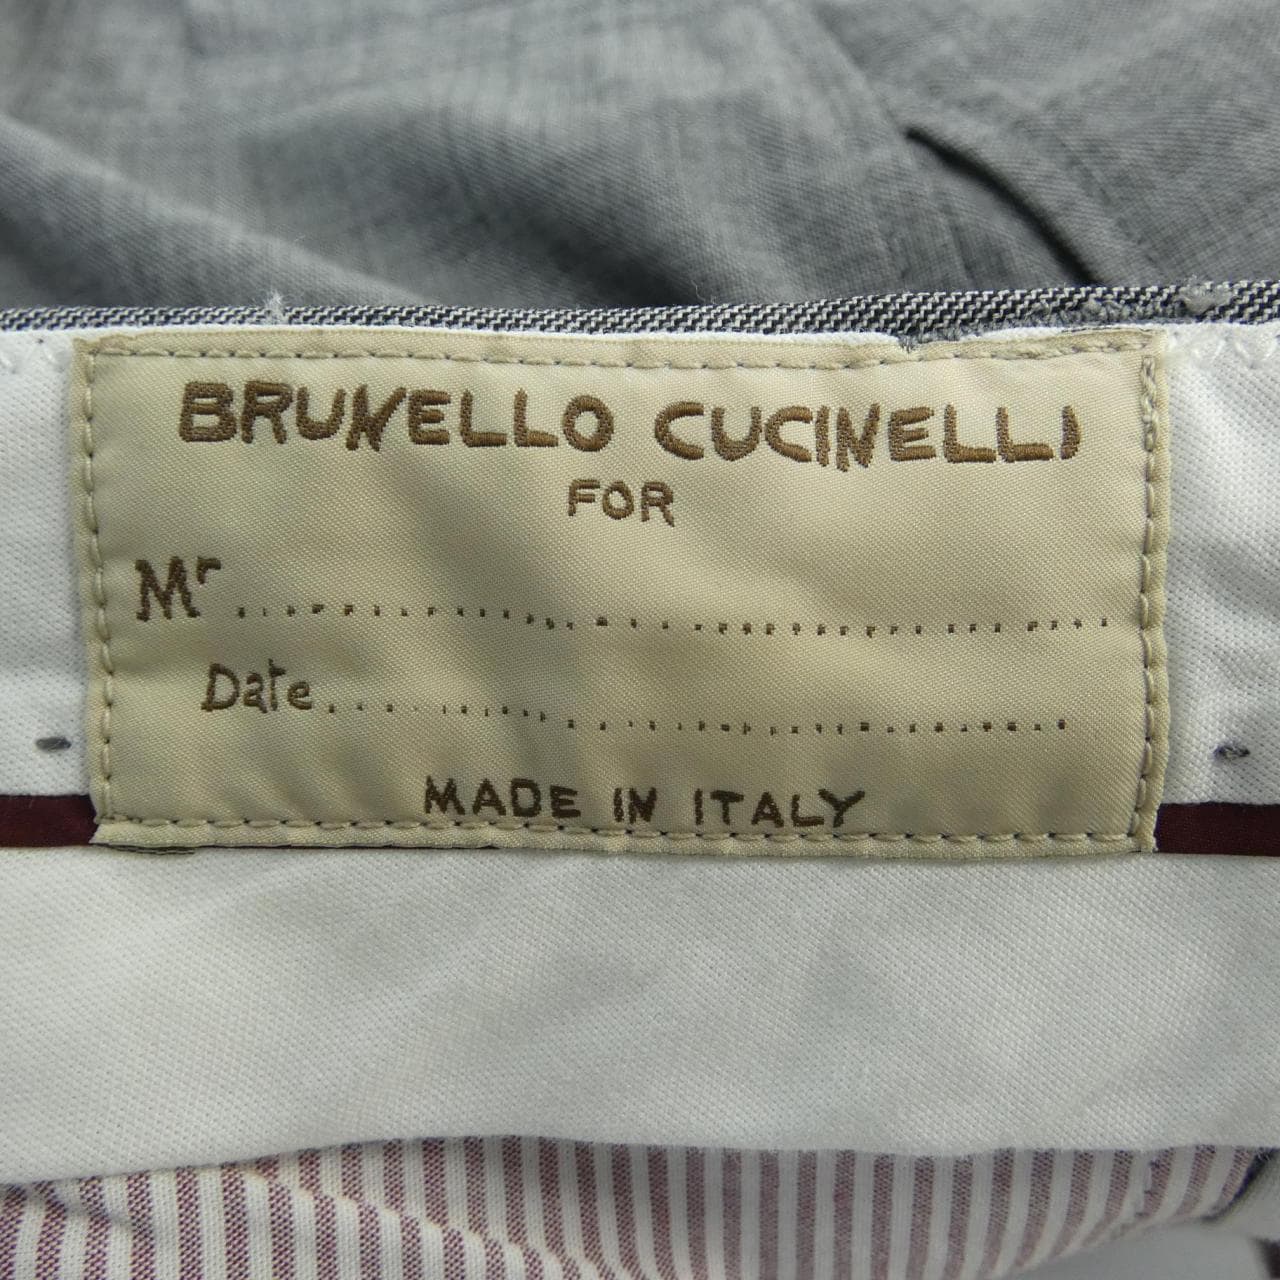 BRUNELLO CUCINELLI
FOR
Mr ........................................
Date ........................................
MADE IN ITALY